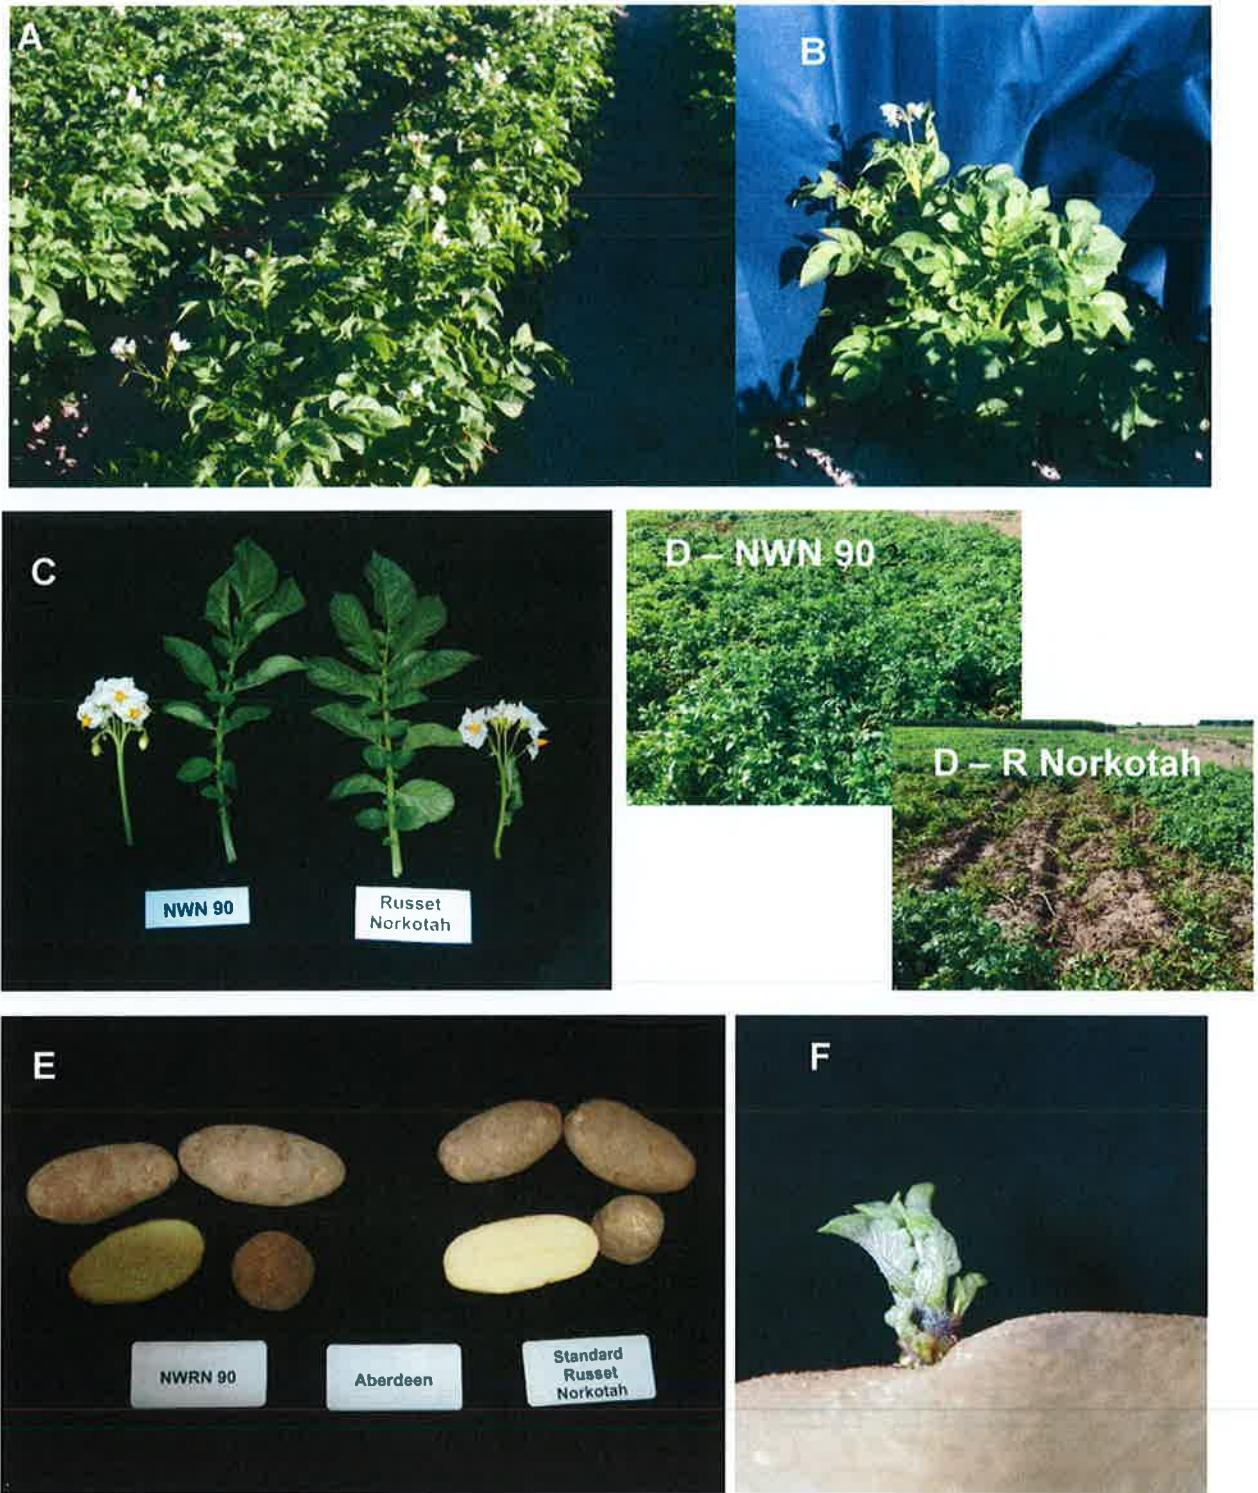 A
B
C
D – NWN 90
D – R Norkotah
NWN 90
Russet
Norkotah
E
F
NWRN 90
Aberdeen
Standard
Russet
Norkotah